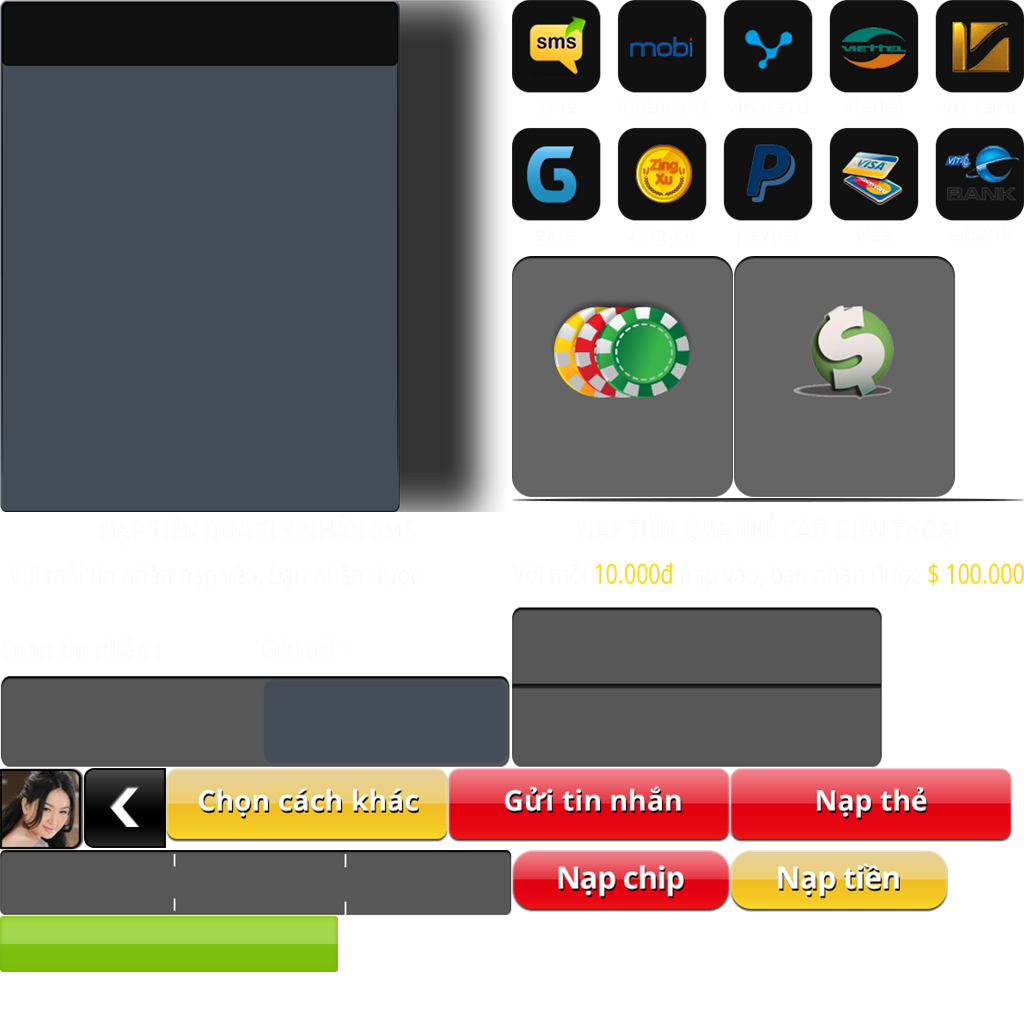 sms
mobi
VIETTEL
sms
mobicard
vinacard
viettel
vtc card
G
Zing
Xu
P
VISA
VITA
BANK
gate
zing xu
paypal
visa
e bank
$
NẠP TIỀN QUA TIN NHẮN SMS
NẠP TIỀN QUA THẺ CÀO ĐIỆN THOẠI
Với mỗi tin nhắn nạp vào, bạn nhận được
Với mỗi 10.000đ nạp vào, bạn nhận được $ 100.000
Soạn tin nhắn :
Gửi tới :
Chọn cách khác
Gửi tin nhắn
Nạp thẻ
Nạp chip
Nạp tiền